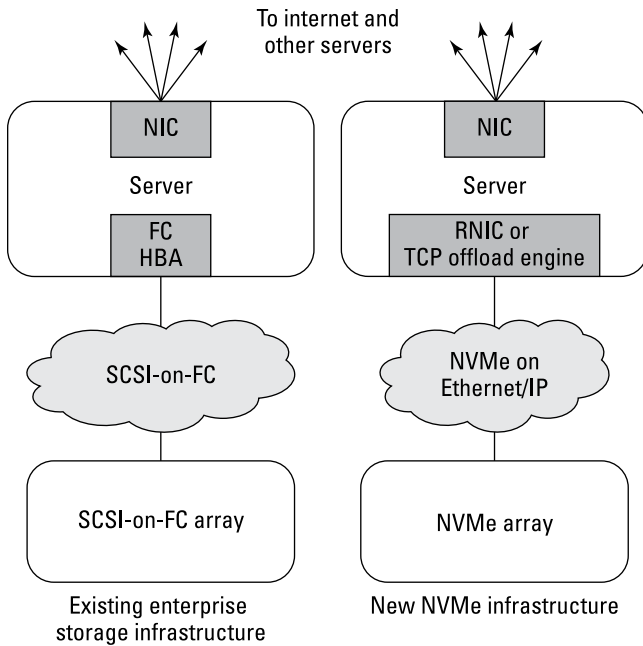 To internet and
other servers
NIC
Server
FC
HBA
SCSI-on-FC
SCSI-on-FC array
Existing enterprise
storage infrastructure
NIC
Server
RNIC or
TCP offload engine
NVMe on
Ethernet/IP
NVMe array
New NVMe infrastructure